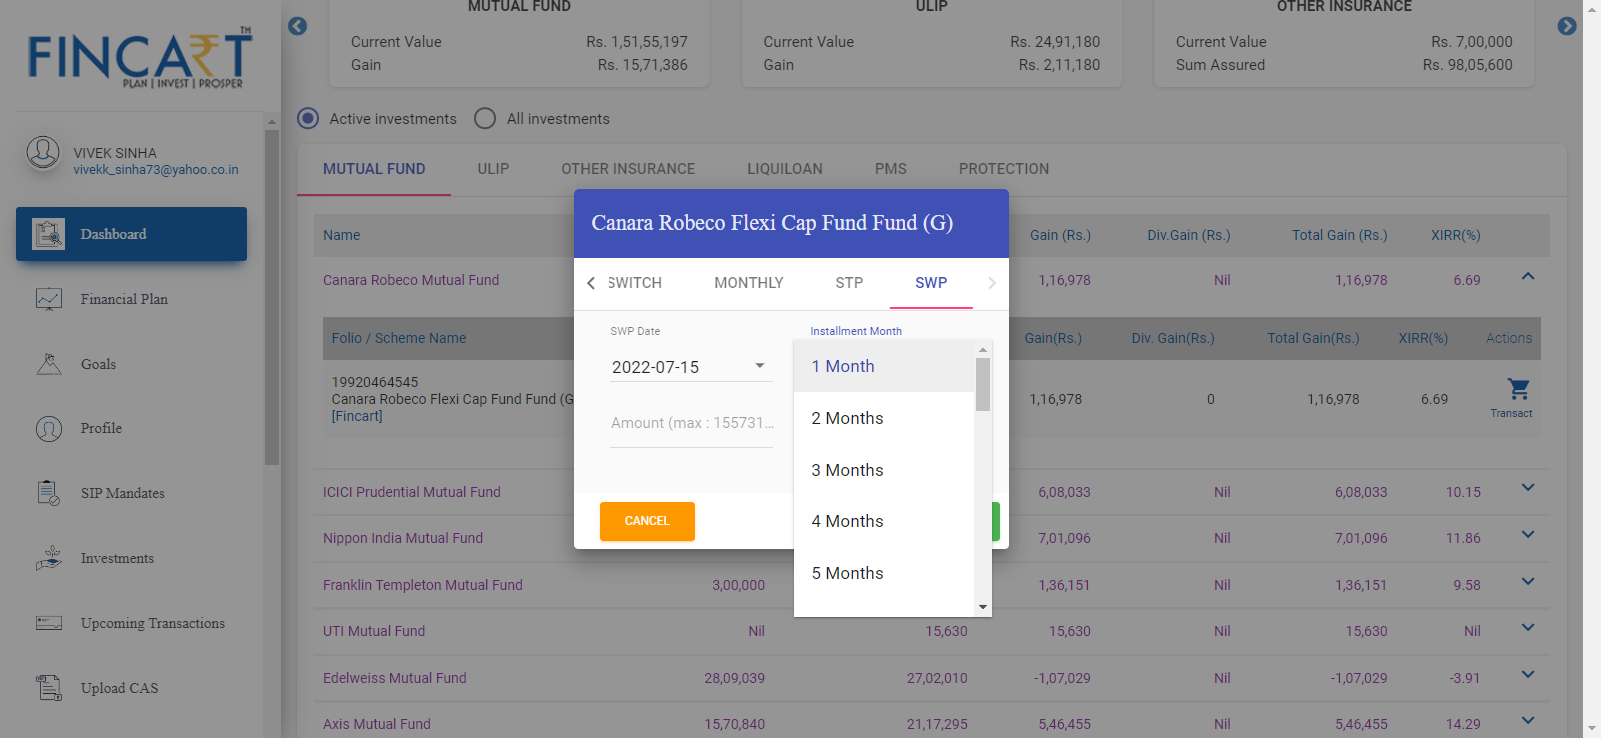 FINCART
TM
PLAN | INVEST | PROSPER
VIVEK SINHA
vivekk_sinha73@yahoo.co.in
Dashboard
Financial Plan
Goals
Profile
SIP Mandates
Investments
Upcoming Transactions
Upload CAS
MUTUAL FUND
Current Value Rs. 1,51,55,197
Gain Rs. 15,71,386
ULIP
Current Value Rs. 24,91,180
Gain Rs. 2,11,180
OTHER INSURANCE
Current Value Rs. 7,00,000
Sum Assured Rs. 98,05,600
Active investments All investments
MUTUAL FUND ULIP OTHER INSURANCE LIQUILOAN PMS PROTECTION
Name Gain (Rs.) Div.Gain (Rs.) Total Gain (Rs.) XIRR(%)
Canara Robeco Mutual Fund 1,16,978 Nil 1,16,978 6.69
Folio / Scheme Name Gain(Rs.) Div. Gain(Rs.) Total Gain(Rs.) XIRR(%) Actions
19920464545
Canara Robeco Flexi Cap Fund Fund (G 1,16,978 0 1,16,978 6.69
[Fincart] Transact
ICICI Prudential Mutual Fund 6,08,033 Nil 6,08,033 10.15
Nippon India Mutual Fund 7,01,096 Nil 7,01,096 11.86
Franklin Templeton Mutual Fund 3,00,000 1,36,151 Nil 1,36,151 9.58
UTI Mutual Fund Nil 15,630 15,630 Nil 15,630 Nil
Edelweiss Mutual Fund 28,09,039 27,02,010 -1,07,029 Nil -1,07,029 -3.91
Axis Mutual Fund 15,70,840 21,17,295 5,46,455 Nil 5,46,455 14.29
Canara Robeco Flexi Cap Fund Fund (G)
SWITCH MONTHLY STP SWP
SWP Date Installment Month
2022-07-15
Amount (max : 155731...
1 Month
2 Months
3 Months
4 Months
5 Months
CANCEL